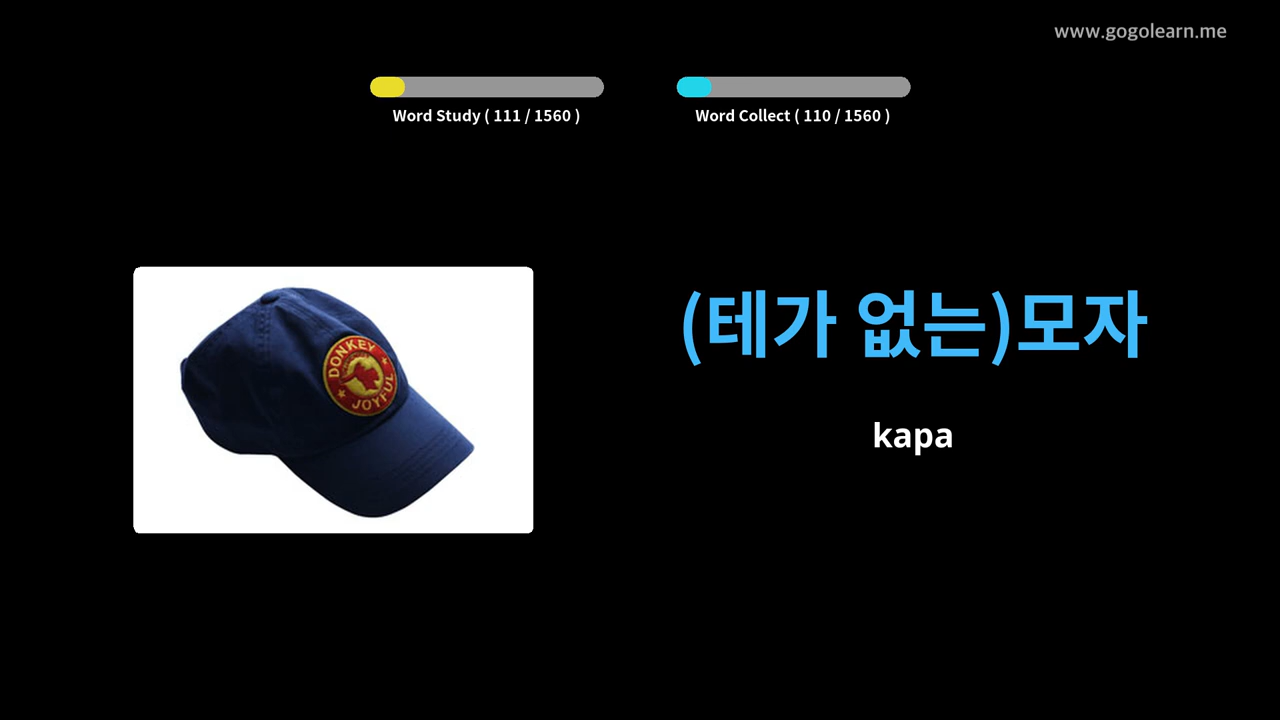 www.gogolearn.me
Word Study ( 111 / 1560 )
Word Collect ( 110 / 1560 )
DONKEY
JOYFUL
(테가 없는)모자
kapa